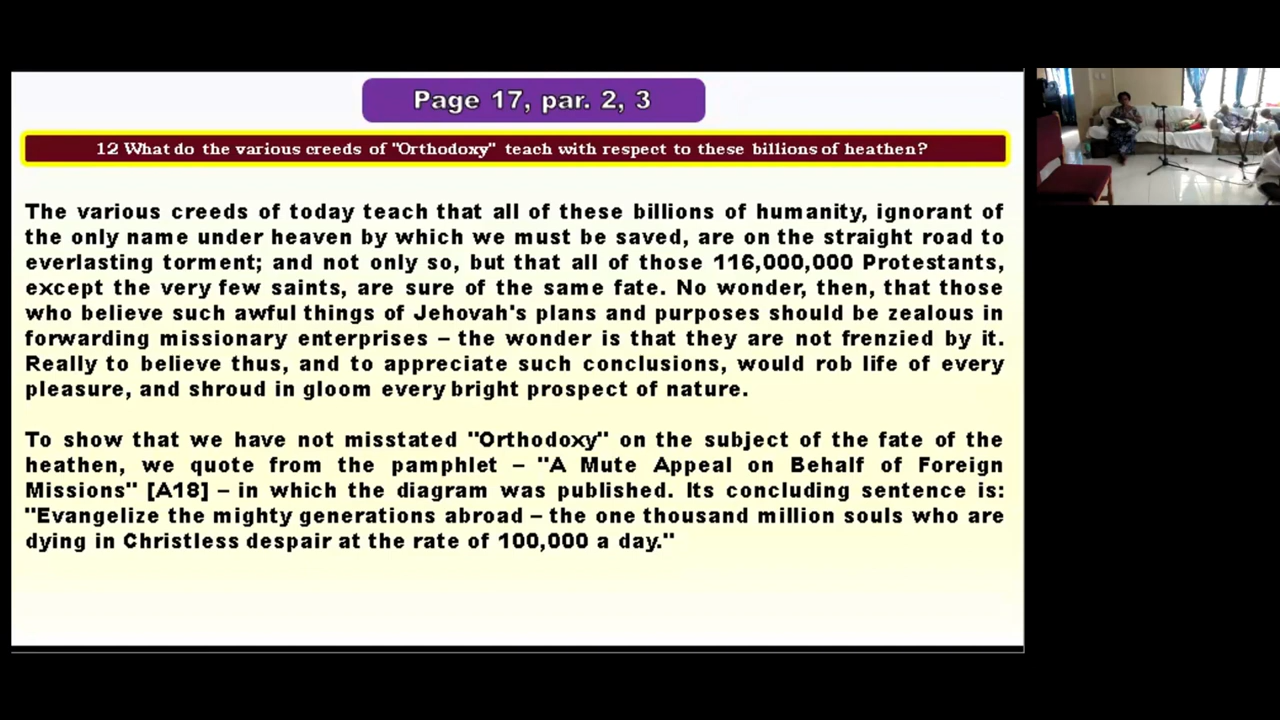 Page 17, par. 2, 3
12 What do the various creeds of "Orthodoxy" teach with respect to these billions of heathen?
The various creeds of today teach that all of these billions of humanity, ignorant of
the only name under heaven by which we must be saved, are on the straight road to
everlasting torment; and not only so, but that all of those 116,000,000 Protestants,
except the very few saints, are sure of the same fate. No wonder, then, that those
who believe such awful things of Jehovah's plans and purposes should be zealous in
forwarding missionary enterprises – the wonder is that they are not frenzied by it.
Really to believe thus, and to appreciate such conclusions, would rob life of every
pleasure, and shroud in gloom every bright prospect of nature.
To show that we have not misstated "Orthodoxy" on the subject of the fate of the
heathen, we quote from the pamphlet – "A Mute Appeal on Behalf of Foreign
Missions" [A18] – in which the diagram was published. Its concluding sentence is:
"Evangelize the mighty generations abroad – the one thousand million souls who are
dying in Christless despair at the rate of 100,000 a day."